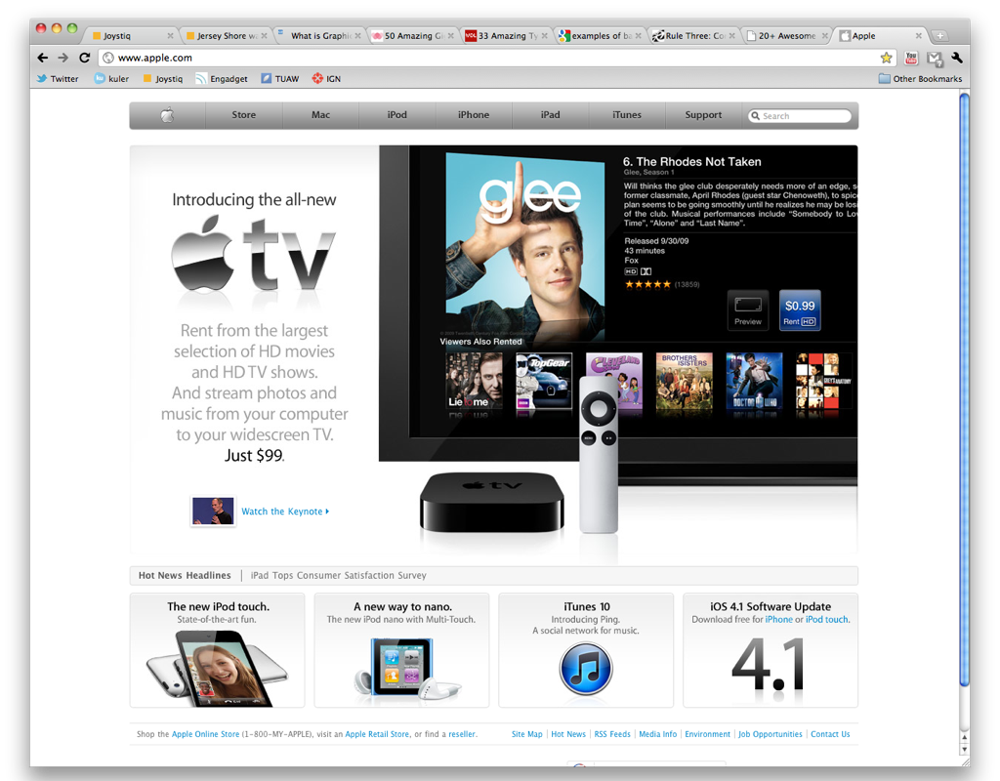 Joystiq
Jersey Shore w
What is Graphi
50 Amazing G
33 Amazing Ty
examples of b
Rule Three: Co
20+ Awesome
Apple
www.apple.com
Twitter
kuler
Joystiq
Engadget
TUAW
IGN
Other Bookmarks
Store
Mac
iPod
iPhone
iPad
iTunes
Support
Search
Introducing the all-new
tv
Rent from the largest
selection of HD movies
and HD TV shows.
And stream photos and
music from your computer
to your widescreen TV.
Just $99.
Watch the Keynote
glee
6. The Rhodes Not Taken
Glee, Season 1
Will thinks the glee club desperately needs more of an edge, s
former classmate, April Rhodes (guest star Chenoweth), to spic
plan seems to be going smoothly until he realizes he may be losi
of the club. Musical performances include “Somebody to Lov
Time”, “Alone” and “Last Name”.
Released 9/30/09
43 minutes
Fox
HD
(13859)
Preview
$0.99
Rent HD
Viewers Also Rented
Lie to me
TopGear
CLEVELAND
BROTHERS
&SISTERS
DOCTOR WHO
GREY'S ANATOMY
MENU
tv
Hot News Headlines
iPad Tops Consumer Satisfaction Survey
The new iPod touch.
State-of-the-art fun.
A new way to nano.
The new iPod nano with Multi-Touch.
iTunes 10
Introducing Ping.
A social network for music.
iOS 4.1 Software Update
Download free for iPhone or iPod touch.
4.1
Shop the Apple Online Store (1-800-MY-APPLE), visit an Apple Retail Store, or find a reseller.
Site Map
Hot News
RSS Feeds
Media Info
Environment
Job Opportunities
Contact Us